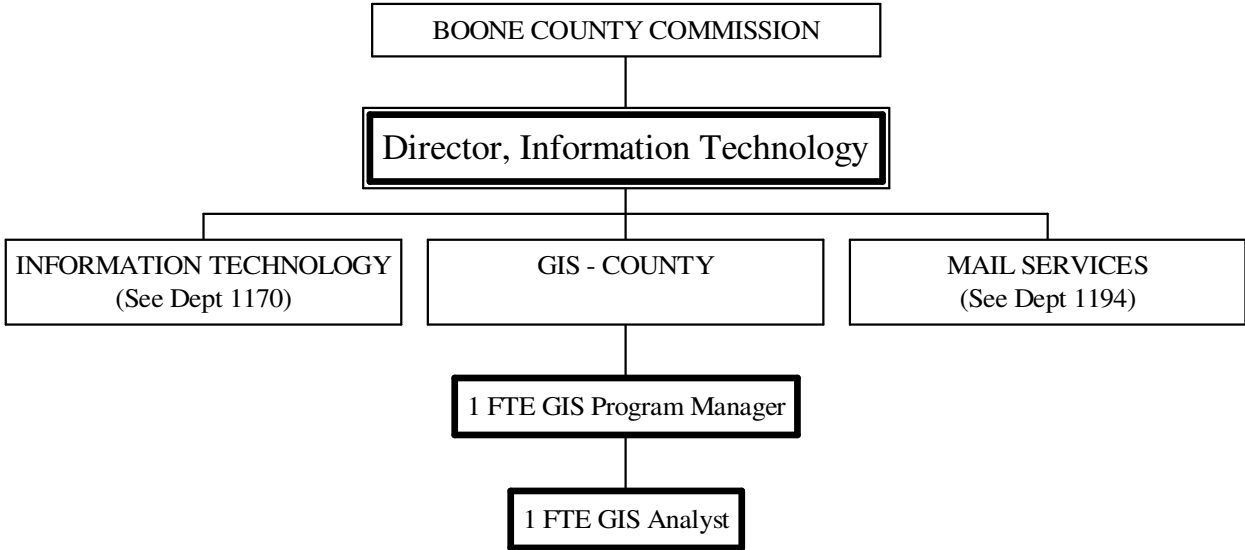 BOONE COUNTY COMMISSION
Director, Information Technology
INFORMATION TECHNOLOGY
(See Dept 1170)
GIS - COUNTY
MAIL SERVICES
(See Dept 1194)
1 FTE GIS Program Manager
1 FTE GIS Analyst